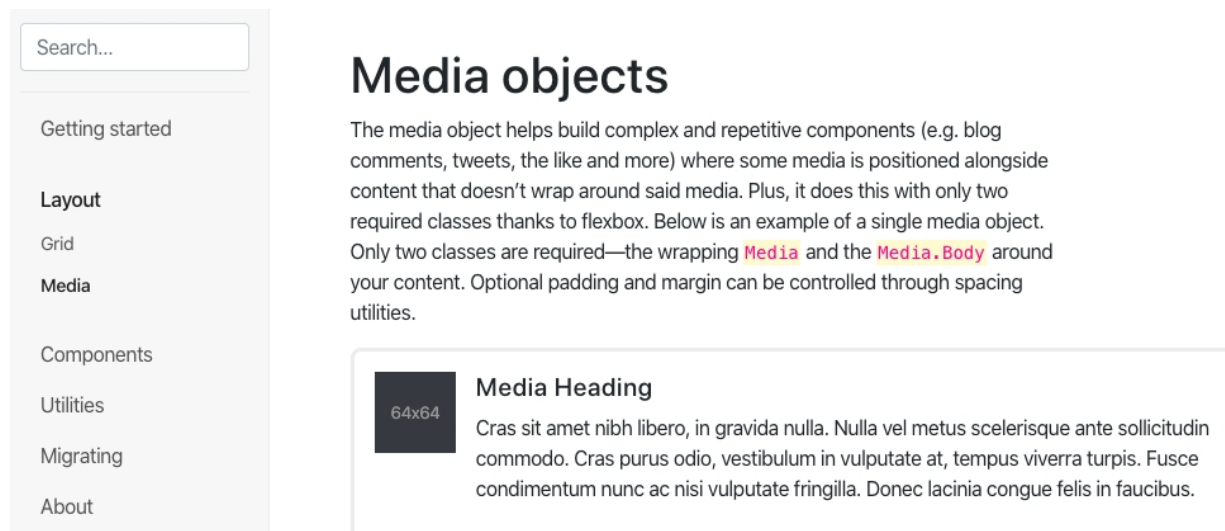 Search...
Getting started
Layout
Grid
Media
Components
Utilities
Migrating
About
Media objects
The media object helps build complex and repetitive components (e.g. blog
comments, tweets, the like and more) where some media is positioned alongside
content that doesn’t wrap around said media. Plus, it does this with only two
required classes thanks to flexbox. Below is an example of a single media object.
Only two classes are required—the wrapping Media and the Media.Body around
your content. Optional padding and margin can be controlled through spacing
utilities.
64x64
Media Heading
Cras sit amet nibh libero, in gravida nulla. Nulla vel metus scelerisque ante sollicitudin
commodo. Cras purus odio, vestibulum in vulputate at, tempus viverra turpis. Fusce
condimentum nunc ac nisi vulputate fringilla. Donec lacinia congue felis in faucibus.